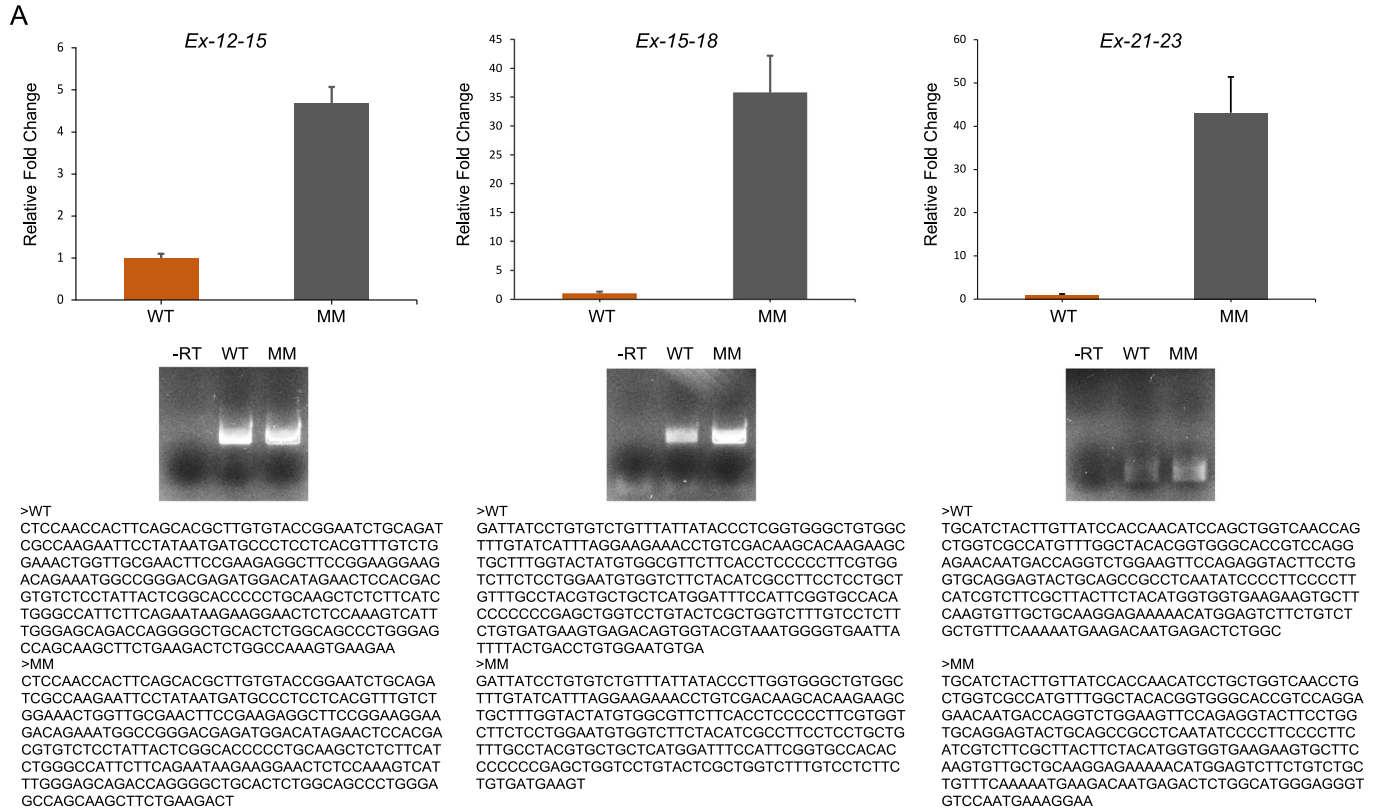 A
Ex-12-15
Relative Fold Change
6
5
4
3
2
1
0
WT MM
Ex-15-18
Relative Fold Change
45
40
35
30
25
20
15
10
5
0
WT MM
Ex-21-23
Relative Fold Change
60
50
40
30
20
10
0
WT MM
-RT WT MM
-RT WT MM
-RT WT MM
>WT
CTCCAACCACTTCAGCACGCTTGTGTACCGGAATCTGCAGAT
CGCCAAGAATTCCTATAATGATGCCCTCCTCACGTTTGTCTG
GAAACTGGTTGCGAACTTCCGAAGAGGCTTCCGGAAGGAAG
ACAGAAATGGCCGGGACGAGATGGACATAGAACTCCACGAC
GTGTCTCCTATTACTCGGCACCCCCTGCAAGCTCTCTTCATC
TGGGCCATTCTTCAGAATAAGAAGGAACTCTCCAAAGTCATT
TGGGAGCAGACCAGGGGCTGCACTCTGGCAGCCCTGGGAG
CCAGCAAGCTTCTGAAGACTCTGGCCAAAGTGAAGAA
>MM
CTCCAACCACTTCAGCACGCTTGTGTACCGGAATCTGCAGA
TCGCCAAGAATTCCTATAATGATGCCCTCCTCACGTTTGTCT
GGAAACTGGTTGCGAACTTCCGAAGAGGCTTCCGGAAGGAA
GACAGAAATGGCCGGGACGAGATGGACATAGAACTCCACGA
CGTGTCTCCTATTACTCGGCACCCCCTGCAAGCTCTCTTCAT
CTGGGCCATTCTTCAGAATAAGAAGGAACTCTCCAAAGTCAT
TTGGGAGCAGACCAGGGGCTGCACTCTGGCAGCCCTGGGA
GCCAGCAAGCTTCTGAAGACT
>WT
GATTATCCTGTGTCTGTTTATTATACCCTCGGTGGGCTGTGGC
TTTGTATCATTTAGGAAGAAACCTGTCGACAAGCACAAGAAGC
TGCTTTGGTACTATGTGGCGTTCTTCACCTCCCCCTTCGTGG
TCTTCTCCTGGAATGTGGTCTTCTACATCGCCTTCCTCCTGCT
GTTTGCCTACGTGCTGCTCATGGATTTCCATTCGGTGCCACA
CCCCCCCGAGCTGGTCCTGTACTCGCTGGTCTTTGTCCTCTT
CTGTGATGAAGTGAGACAGTGGTACGTAAATGGGGTGAATTA
TTTTACTGACCTGTGGAATGTGA
>MM
GATTATCCTGTGTCTGTTTATTATACCCTTGGTGGGCTGTGGC
TTTGTATCATTTAGGAAGAAACCTGTCGACAAGCACAAGAAGC
TGCTTTGGTACTATGTGGCGTTCTTCACCTCCCCCTTCGTGGT
CTTCTCCTGGAATGTGGTCTTCTACATCGCCTTCCTCCTGCTG
TTTGCCTACGTGCTGCTCATGGATTTCCATTCGGTGCCACAC
CCCCCCGAGCTGGTCCTGTACTCGCTGGTCTTTGTCCTCTTC
TGTGATGAAGT
>WT
TGCATCTACTTGTTATCCACCAACATCCAGCTGGTCAACCAG
CTGGTCGCCATGTTTGGCTACACGGTGGGCACCGTCCAGG
AGAACAATGACCAGGTCTGGAAGTTCCAGAGGTACTTCCTG
GTGCAGGAGTACTGCAGCCGCCTCAATATCCCCTTCCCCTT
CATCGTCTTCGCTTACTTCTACATGGTGGTGAAGAAGTGCTT
CAAGTGTTGCTGCAAGGAGAAAAACATGGAGTCTTCTGTCT
GCTGTTTCAAAAATGAAGACAATGAGACTCTGGC
>MM
TGCATCTACTTGTTATCCACCAACATCCTGCTGGTCAACCTG
CTGGTCGCCATGTTTGGCTACACGGTGGGCACCGTCCAGGA
GAACAATGACCAGGTCTGGAAGTTCCAGAGGTACTTCCTGG
TGCAGGAGTACTGCAGCCGCCTCAATATCCCCTTCCCCTTC
ATCGTCTTCGCTTACTTCTACATGGTGGTGAAGAAGTGCTTC
AAGTGTTGCTGCAAGGAGAAAAACATGGAGTCTTCTGTCTGC
TGTTTCAAAAATGAAGACAATGAGACTCTGGCATGGGAGGGT
GTCCAATGAAAGGAA